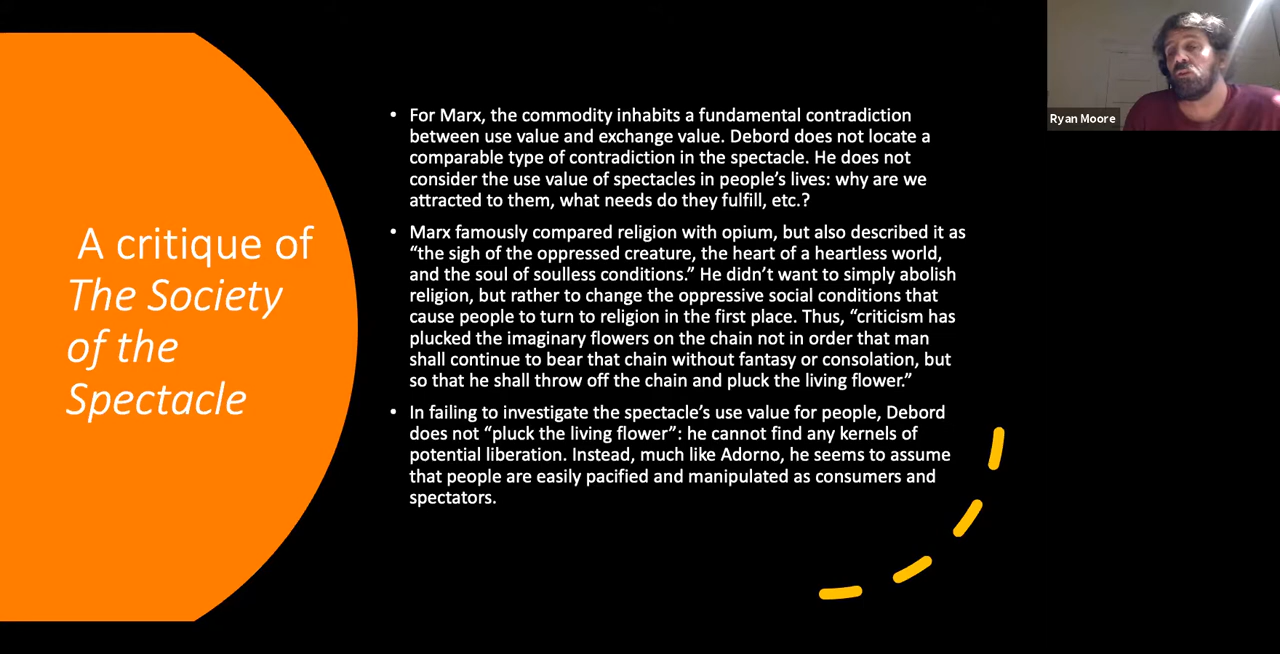 A critique of
The Society
of the
Spectacle
• For Marx, the commodity inhabits a fundamental contradiction
between use value and exchange value. Debord does not locate a
comparable type of contradiction in the spectacle. He does not
consider the use value of spectacles in people’s lives: why are we
attracted to them, what needs do they fulfill, etc.?
• Marx famously compared religion with opium, but also described it as
“the sigh of the oppressed creature, the heart of a heartless world,
and the soul of soulless conditions.” He didn’t want to simply abolish
religion, but rather to change the oppressive social conditions that
cause people to turn to religion in the first place. Thus, “criticism has
plucked the imaginary flowers on the chain not in order that man
shall continue to bear that chain without fantasy or consolation, but
so that he shall throw off the chain and pluck the living flower.”
• In failing to investigate the spectacle’s use value for people, Debord
does not “pluck the living flower”: he cannot find any kernels of
potential liberation. Instead, much like Adorno, he seems to assume
that people are easily pacified and manipulated as consumers and
spectators.
Ryan Moore